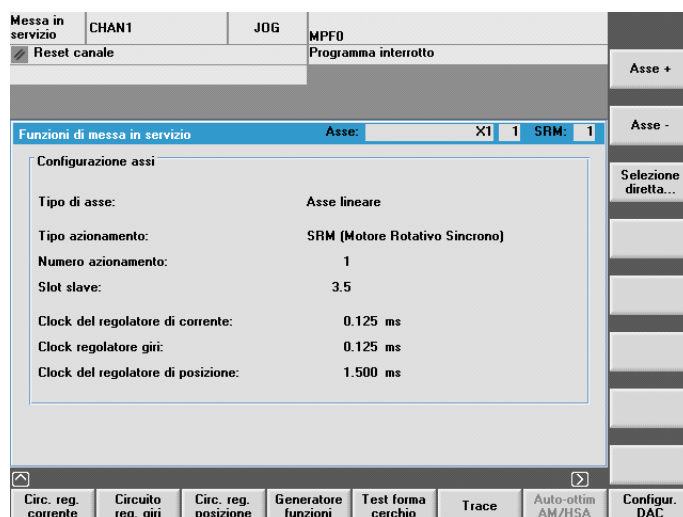 Messa in servizio
CHAN1
JOG
MPF0
Reset canale
Programma interrotto
Funzioni di messa in servizio
Asse: X1 1 SRM: 1
Configurazione assi
Tipo di asse: Asse lineare
Tipo azionamento: SRM (Motore Rotativo Sincrono)
Numero azionamento: 1
Slot slave: 3.5
Clock del regolatore di corrente: 0.125 ms
Clock regolatore giri: 0.125 ms
Clock del regolatore di posizione: 1.500 ms
Asse +
Asse -
Selezione
diretta...
Circ. reg.
corrente
Circuito
reg. giri
Circ. reg.
posizione
Generatore
funzioni
Test forma
cerchio
Trace
Auto-ottim
AM/HSA
Configur.
DAC